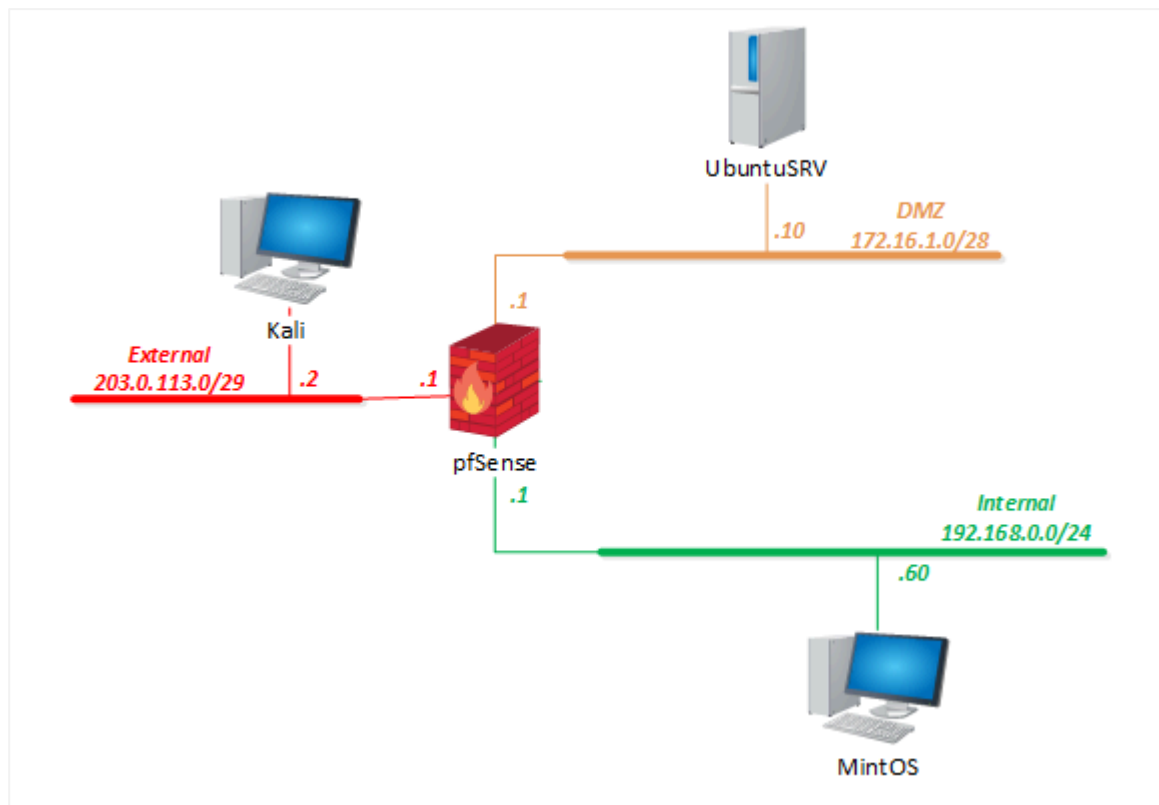 UbuntuSRV
DMZ
.10
172.16.1.0/28
.1
Kali
External
203.0.113.0/29
.2
.1
pfSense
.1
Internal
192.168.0.0/24
.60
MintOS